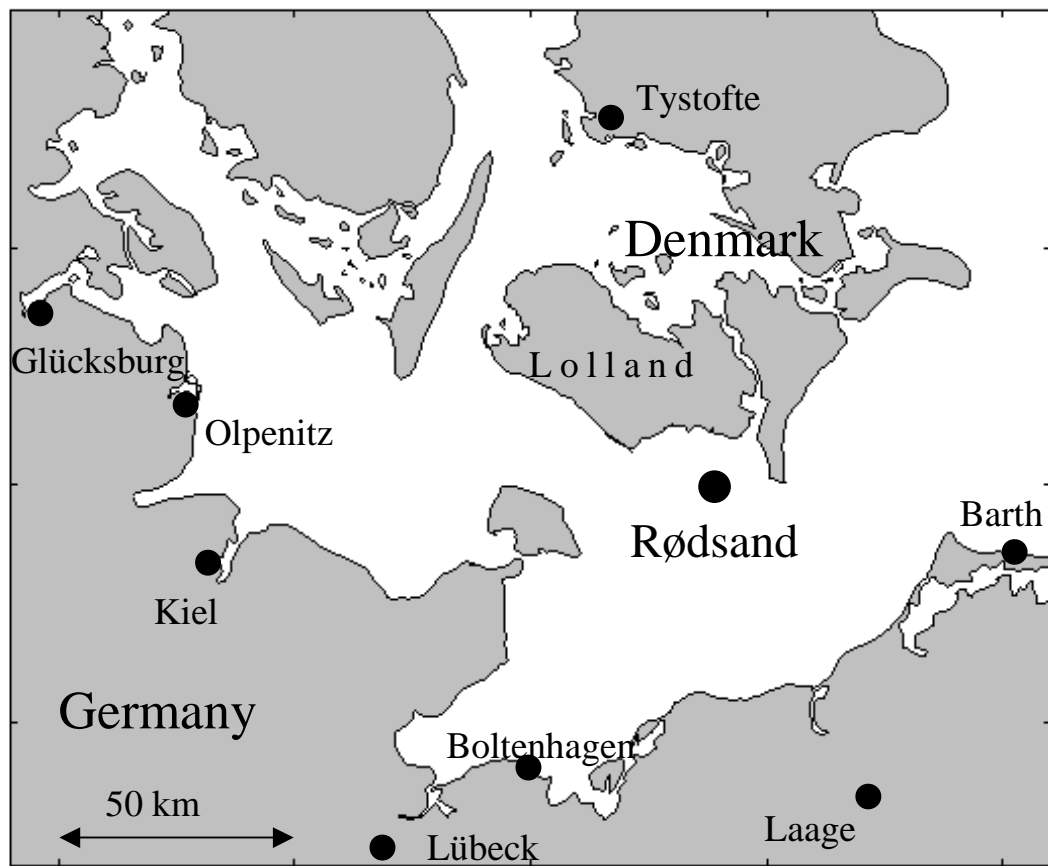 Tystofte
Denmark
Glücksburg
Lolland
Olpenitz
Rødsand
Barth
Kiel
Germany
Boltenhagen
50 km
Laage
Lübeck